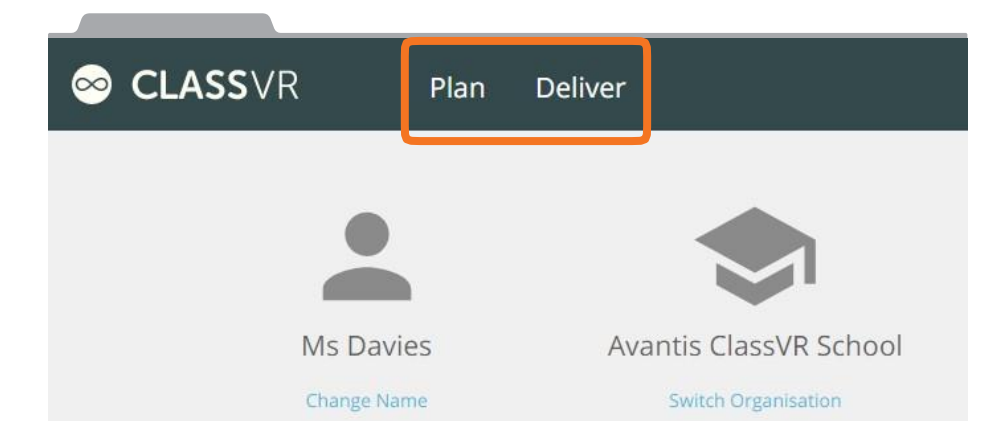 CLASSVR Plan Deliver
Ms Davies Avantis ClassVR School
Change Name Switch Organisation